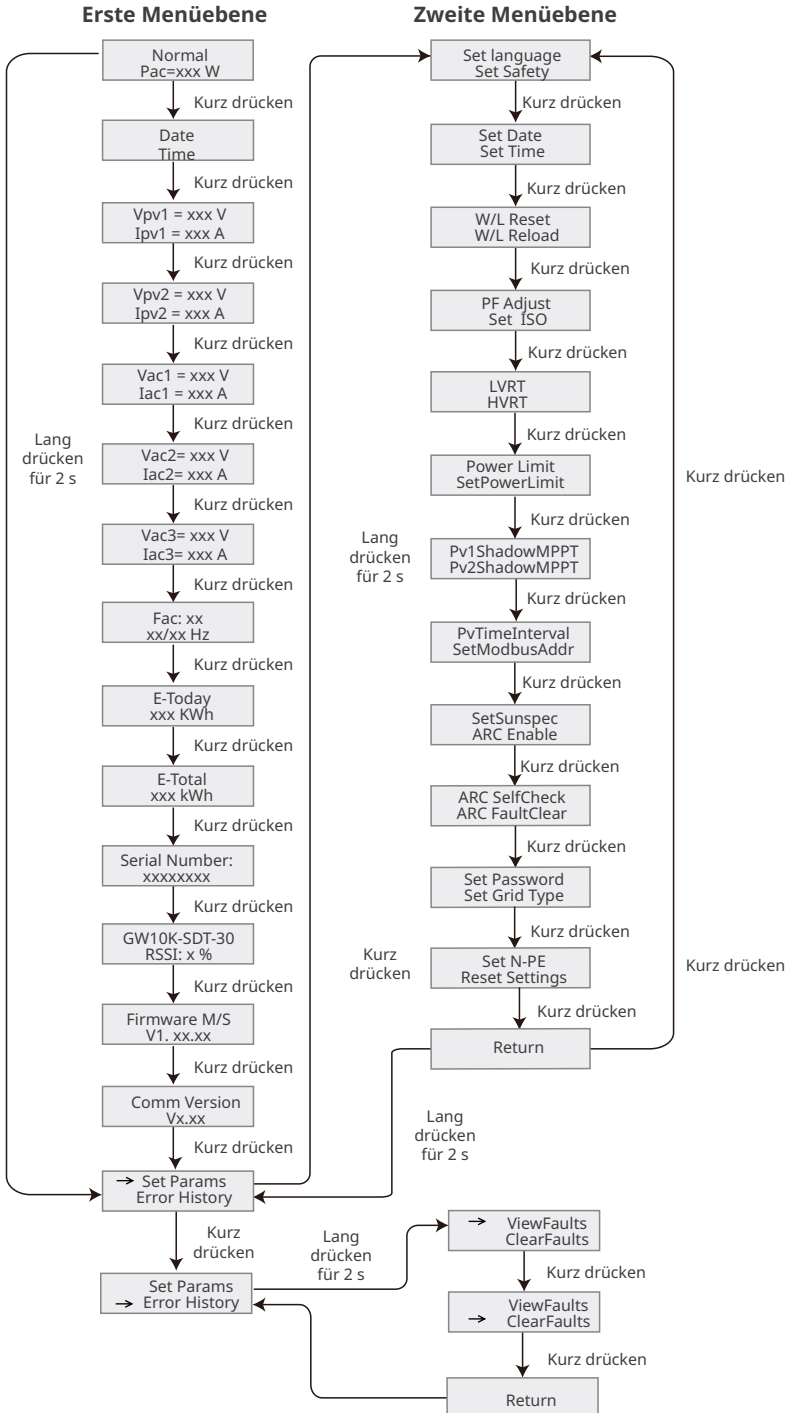 Erste Menüebene
Normal
Pac=xxx W
Kurz drücken
Date
Time
Kurz drücken
Vpv1 = xxx V
Ipv1 = xxx A
Kurz drücken
Vpv2 = xxx V
Ipv2 = xxx A
Kurz drücken
Vac1 = xxx V
Iac1 = xxx A
Kurz drücken
Vac2= xxx V
Iac2= xxx A
Kurz drücken
Vac3= xxx V
Iac3= xxx A
Kurz drücken
Fac: xx
xx/xx Hz
Kurz drücken
E-Today
xxx KWh
Kurz drücken
E-Total
xxx kWh
Kurz drücken
Serial Number:
xxxxxxxx
Kurz drücken
GW10K-SDT-30
RSSI: x %
Kurz drücken
Firmware M/S
V1. xx.xx
Kurz drücken
Comm Version
Vx.xx
Kurz drücken
→ Set Params
Error History
Lang
drücken
für 2 s
Kurz
drücken
Set Params
→ Error History
Zweite Menüebene
Set language
Set Safety
Kurz drücken
Set Date
Set Time
Kurz drücken
W/L Reset
W/L Reload
Kurz drücken
PF Adjust
Set ISO
Kurz drücken
LVRT
HVRT
Kurz drücken
Power Limit
SetPowerLimit
Kurz drücken
Lang
drücken
für 2 s
Pv1ShadowMPPT
Pv2ShadowMPPT
Kurz drücken
PvTimeInterval
SetModbusAddr
Kurz drücken
SetSunspec
ARC Enable
Kurz drücken
ARC SelfCheck
ARC FaultClear
Kurz drücken
Set Password
Set Grid Type
Kurz drücken
Kurz
drücken
Set N-PE
Reset Settings
Kurz drücken
Return
Kurz drücken
Kurz drücken
Lang
drücken
für 2 s
Lang
drücken
für 2 s
→ ViewFaults
ClearFaults
Kurz drücken
ViewFaults
→ ClearFaults
Kurz drücken
Return